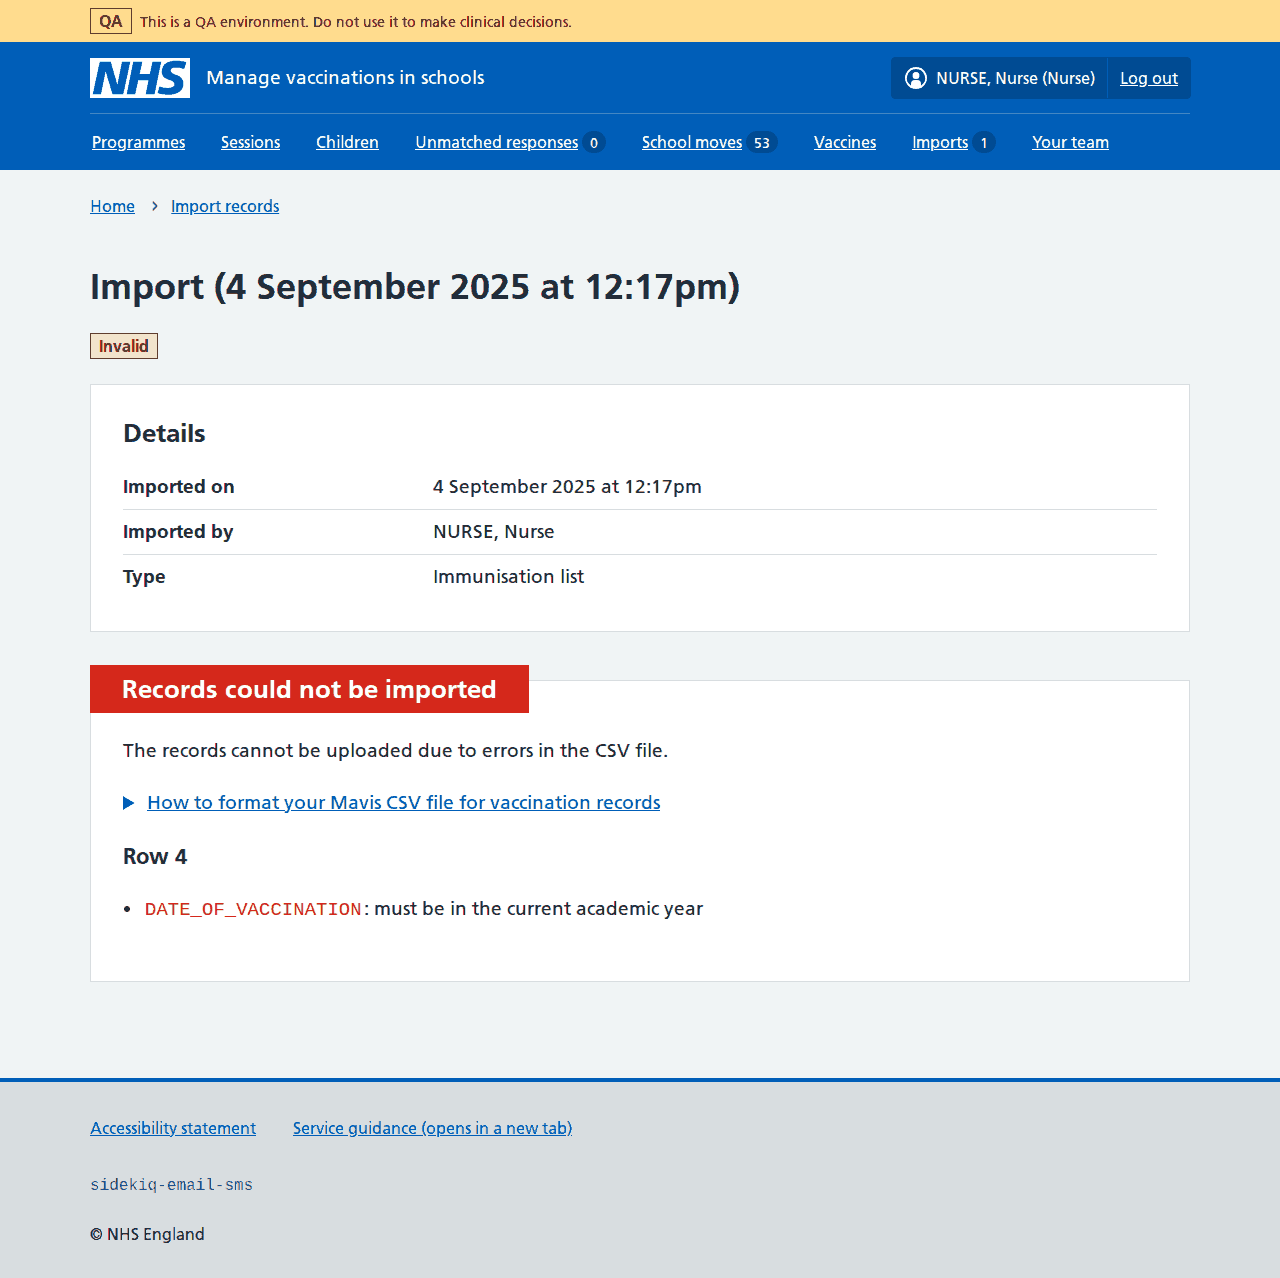 QA This is a QA environment. Do not use it to make clinical decisions.
NHS Manage vaccinations in schools NURSE, Nurse (Nurse) Log out
Programmes Sessions Children Unmatched responses 0 School moves 53 Vaccines Imports 1 Your team
Home › Import records
Import (4 September 2025 at 12:17pm)
Invalid
Details
Imported on 4 September 2025 at 12:17pm
Imported by NURSE, Nurse
Type Immunisation list
Records could not be imported
The records cannot be uploaded due to errors in the CSV file.
How to format your Mavis CSV file for vaccination records
Row 4
• DATE_OF_VACCINATION: must be in the current academic year
Accessibility statement Service guidance (opens in a new tab)
sidekiq-email-sms
© NHS England